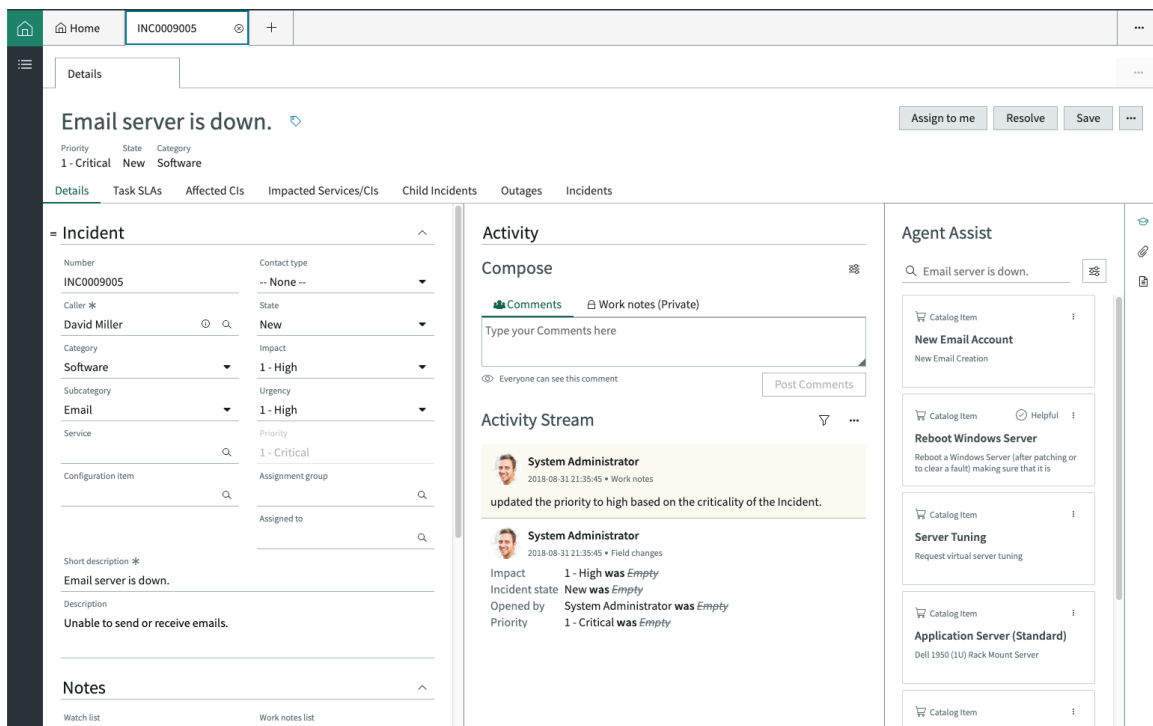 Home
INC0009005
Details
Email server is down.
Assign to me
Resolve
Save
Priority State Category
1 - Critical New Software
Details Task SLAs Affected CIs Impacted Services/CIs Child Incidents Outages Incidents
Incident
Number
INC0009005
Contact type
-- None --
Caller
David Miller
State
New
Category
Software
Impact
1 - High
Subcategory
Email
Urgency
1 - High
Service
Priority
1 - Critical
Configuration item
Assignment group
Assigned to
Short description
Email server is down.
Description
Unable to send or receive emails.
Notes
Watch list
Work notes list
Activity
Compose
Comments
Work notes (Private)
Type your Comments here
Everyone can see this comment
Post Comments
Activity Stream
System Administrator
2018-08-31 21:35:45 • Work notes
updated the priority to high based on the criticality of the Incident.
System Administrator
2018-08-31 21:35:45 • Field changes
Impact 1 - High was Empty
Incident state New was Empty
Opened by System Administrator was Empty
Priority 1 - Critical was Empty
Agent Assist
Email server is down.
Catalog Item
New Email Account
New Email Creation
Catalog Item Helpful
Reboot Windows Server
Reboot a Windows Server (after patching or
to clear a fault) making sure that it is
Catalog Item
Server Tuning
Request virtual server tuning
Catalog Item
Application Server (Standard)
Dell 1950 (1U) Rack Mount Server
Catalog Item